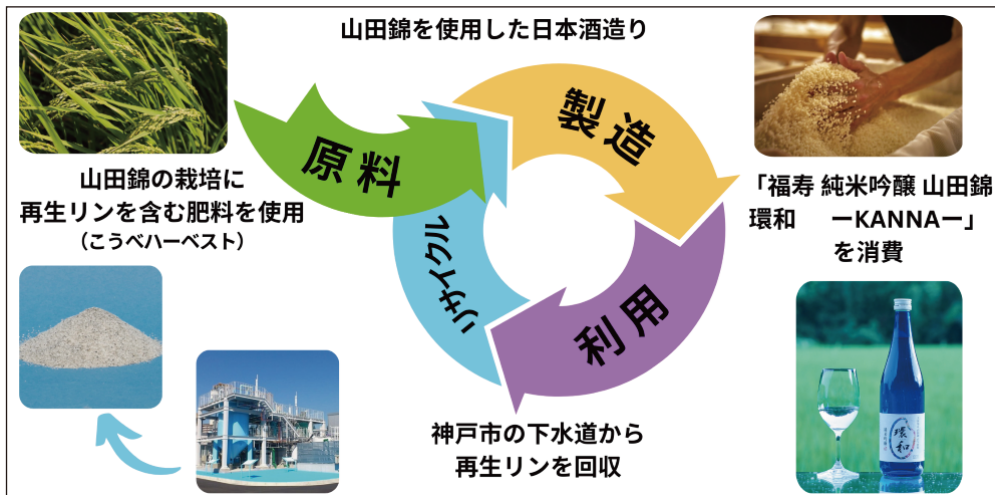 山田錦を使用した日本酒造り
原料
製造
利用
リサイクル
山田錦の栽培に
再生リンを含む肥料を使用
（こうべハーベスト）
「福寿 純米吟醸 山田錦
環和　ーKANNAー」
を消費
神戸市の下水道から
再生リンを回収
環和